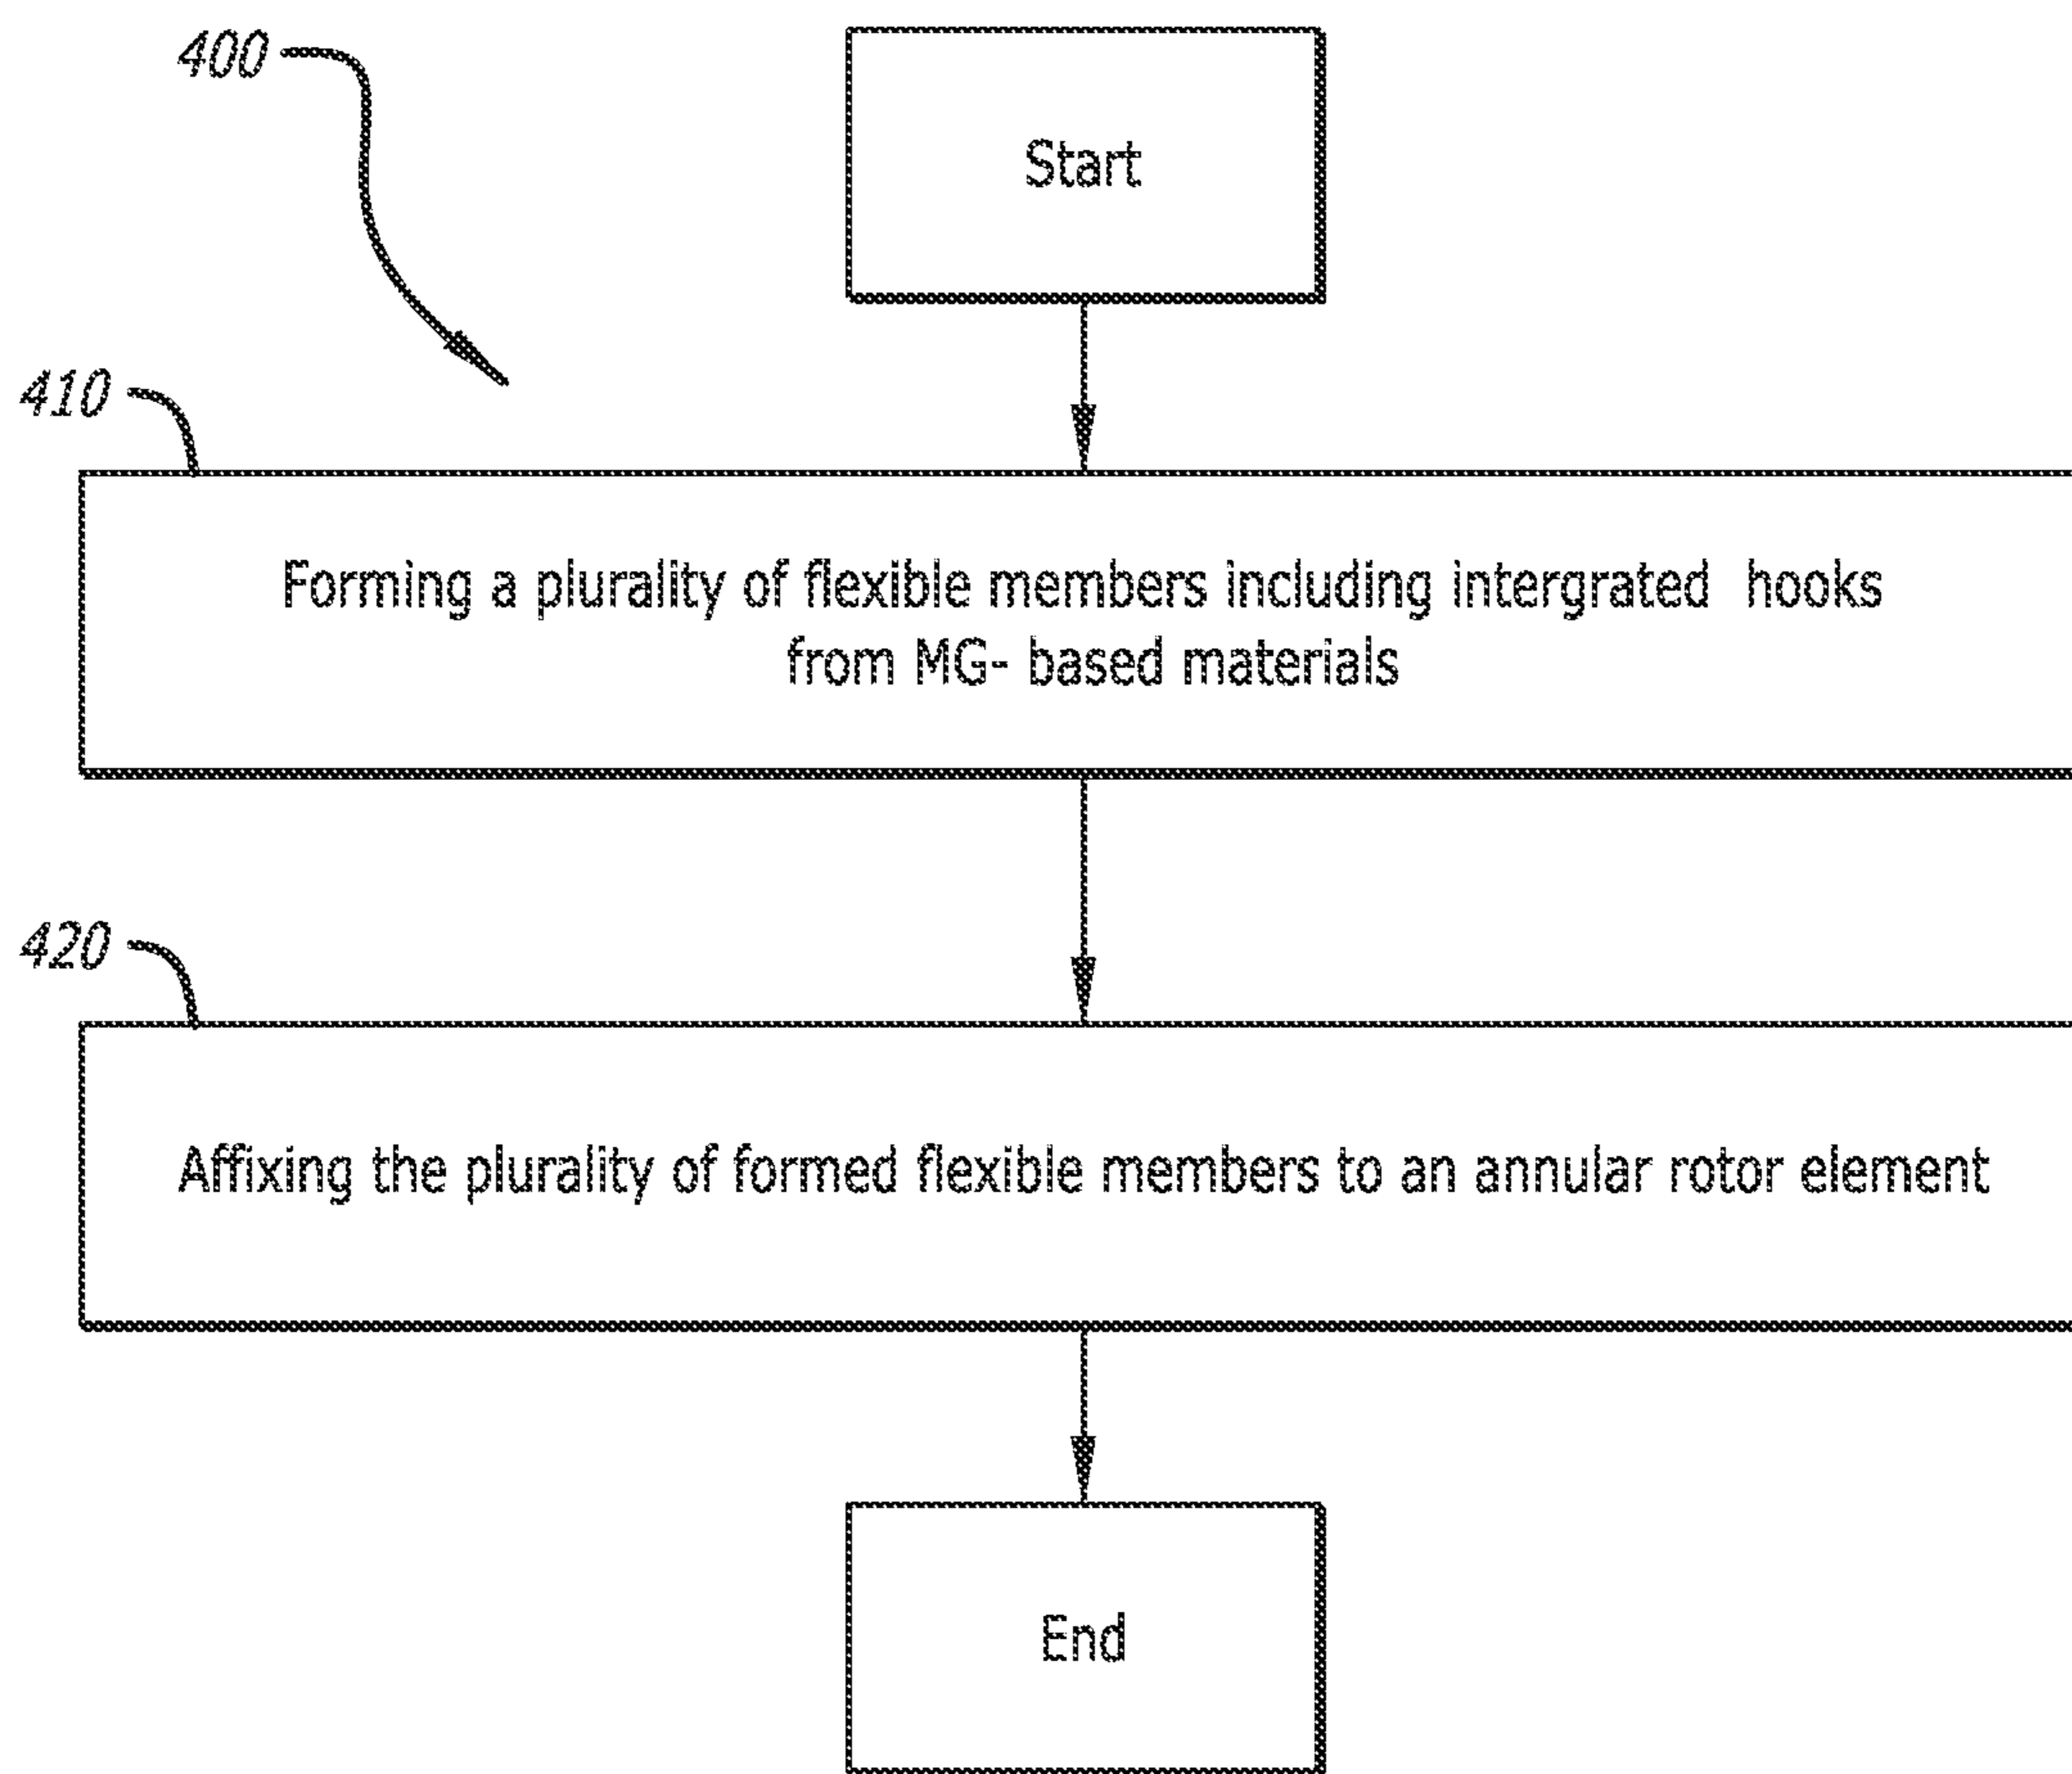 400
Start
410
Forming a plurality of flexible members including intergrated hooks
from MG- based materials
420
Affixing the plurality of formed flexible members to an annular rotor element
End